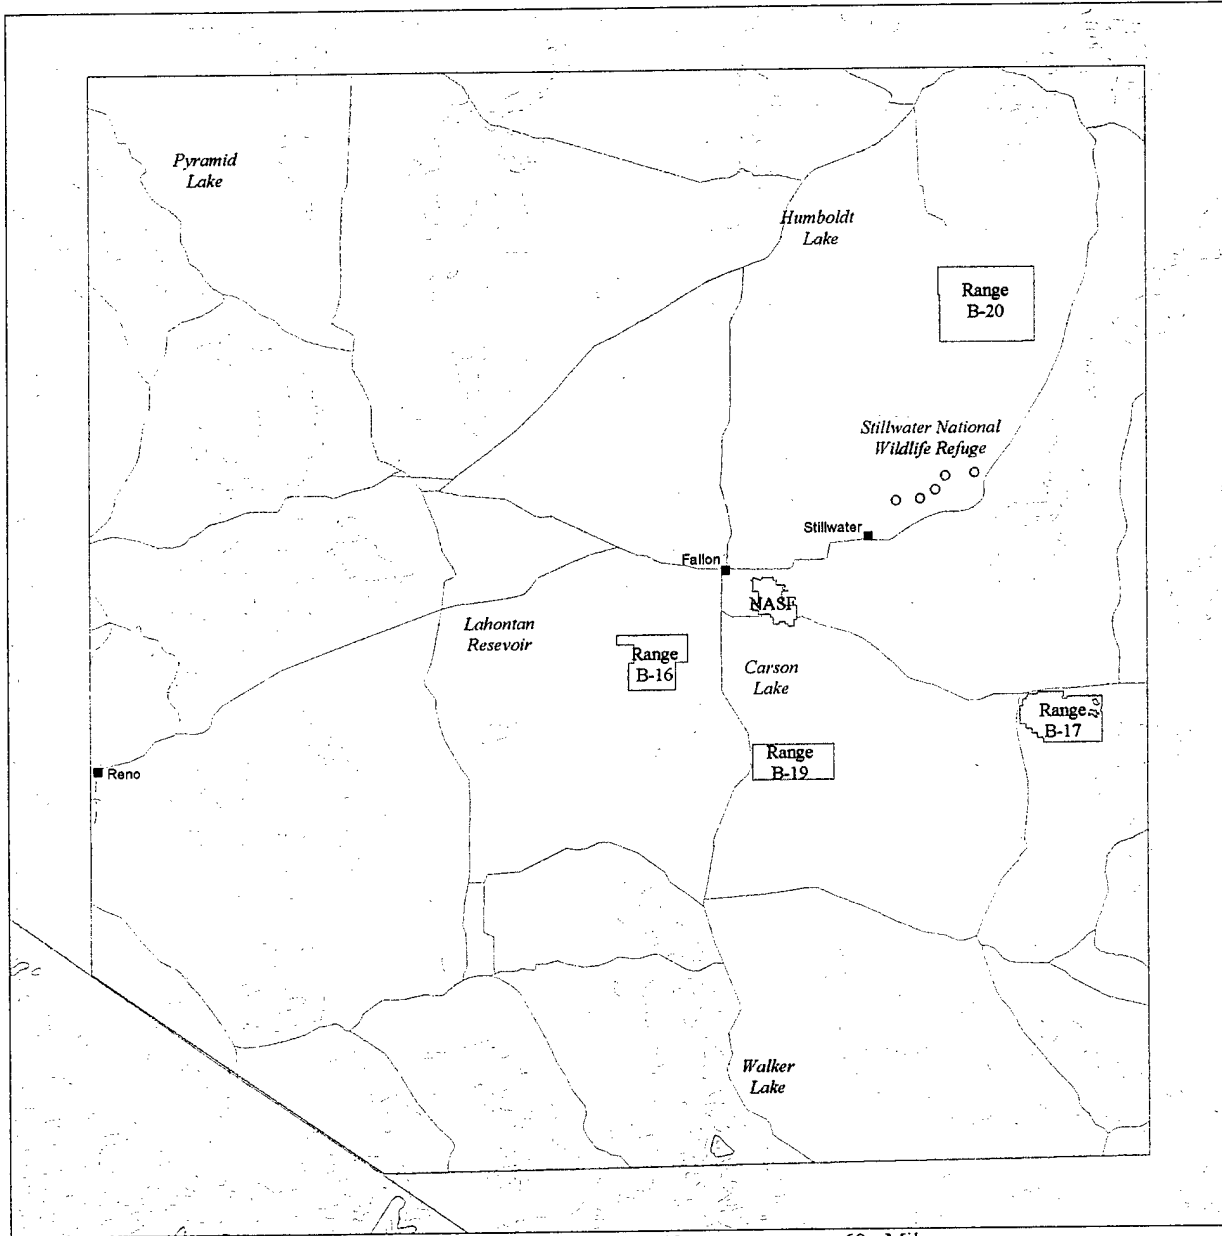 Pyramid
Lake
Humboldt
Lake
Range
B-20
Stillwater National
Wildlife Refuge
Stillwater
Fallon
NASF
Lahontan
Resevoir
Range
B-16
Carson
Lake
Range
B-17
Range
B-19
Reno
Walker
Lake